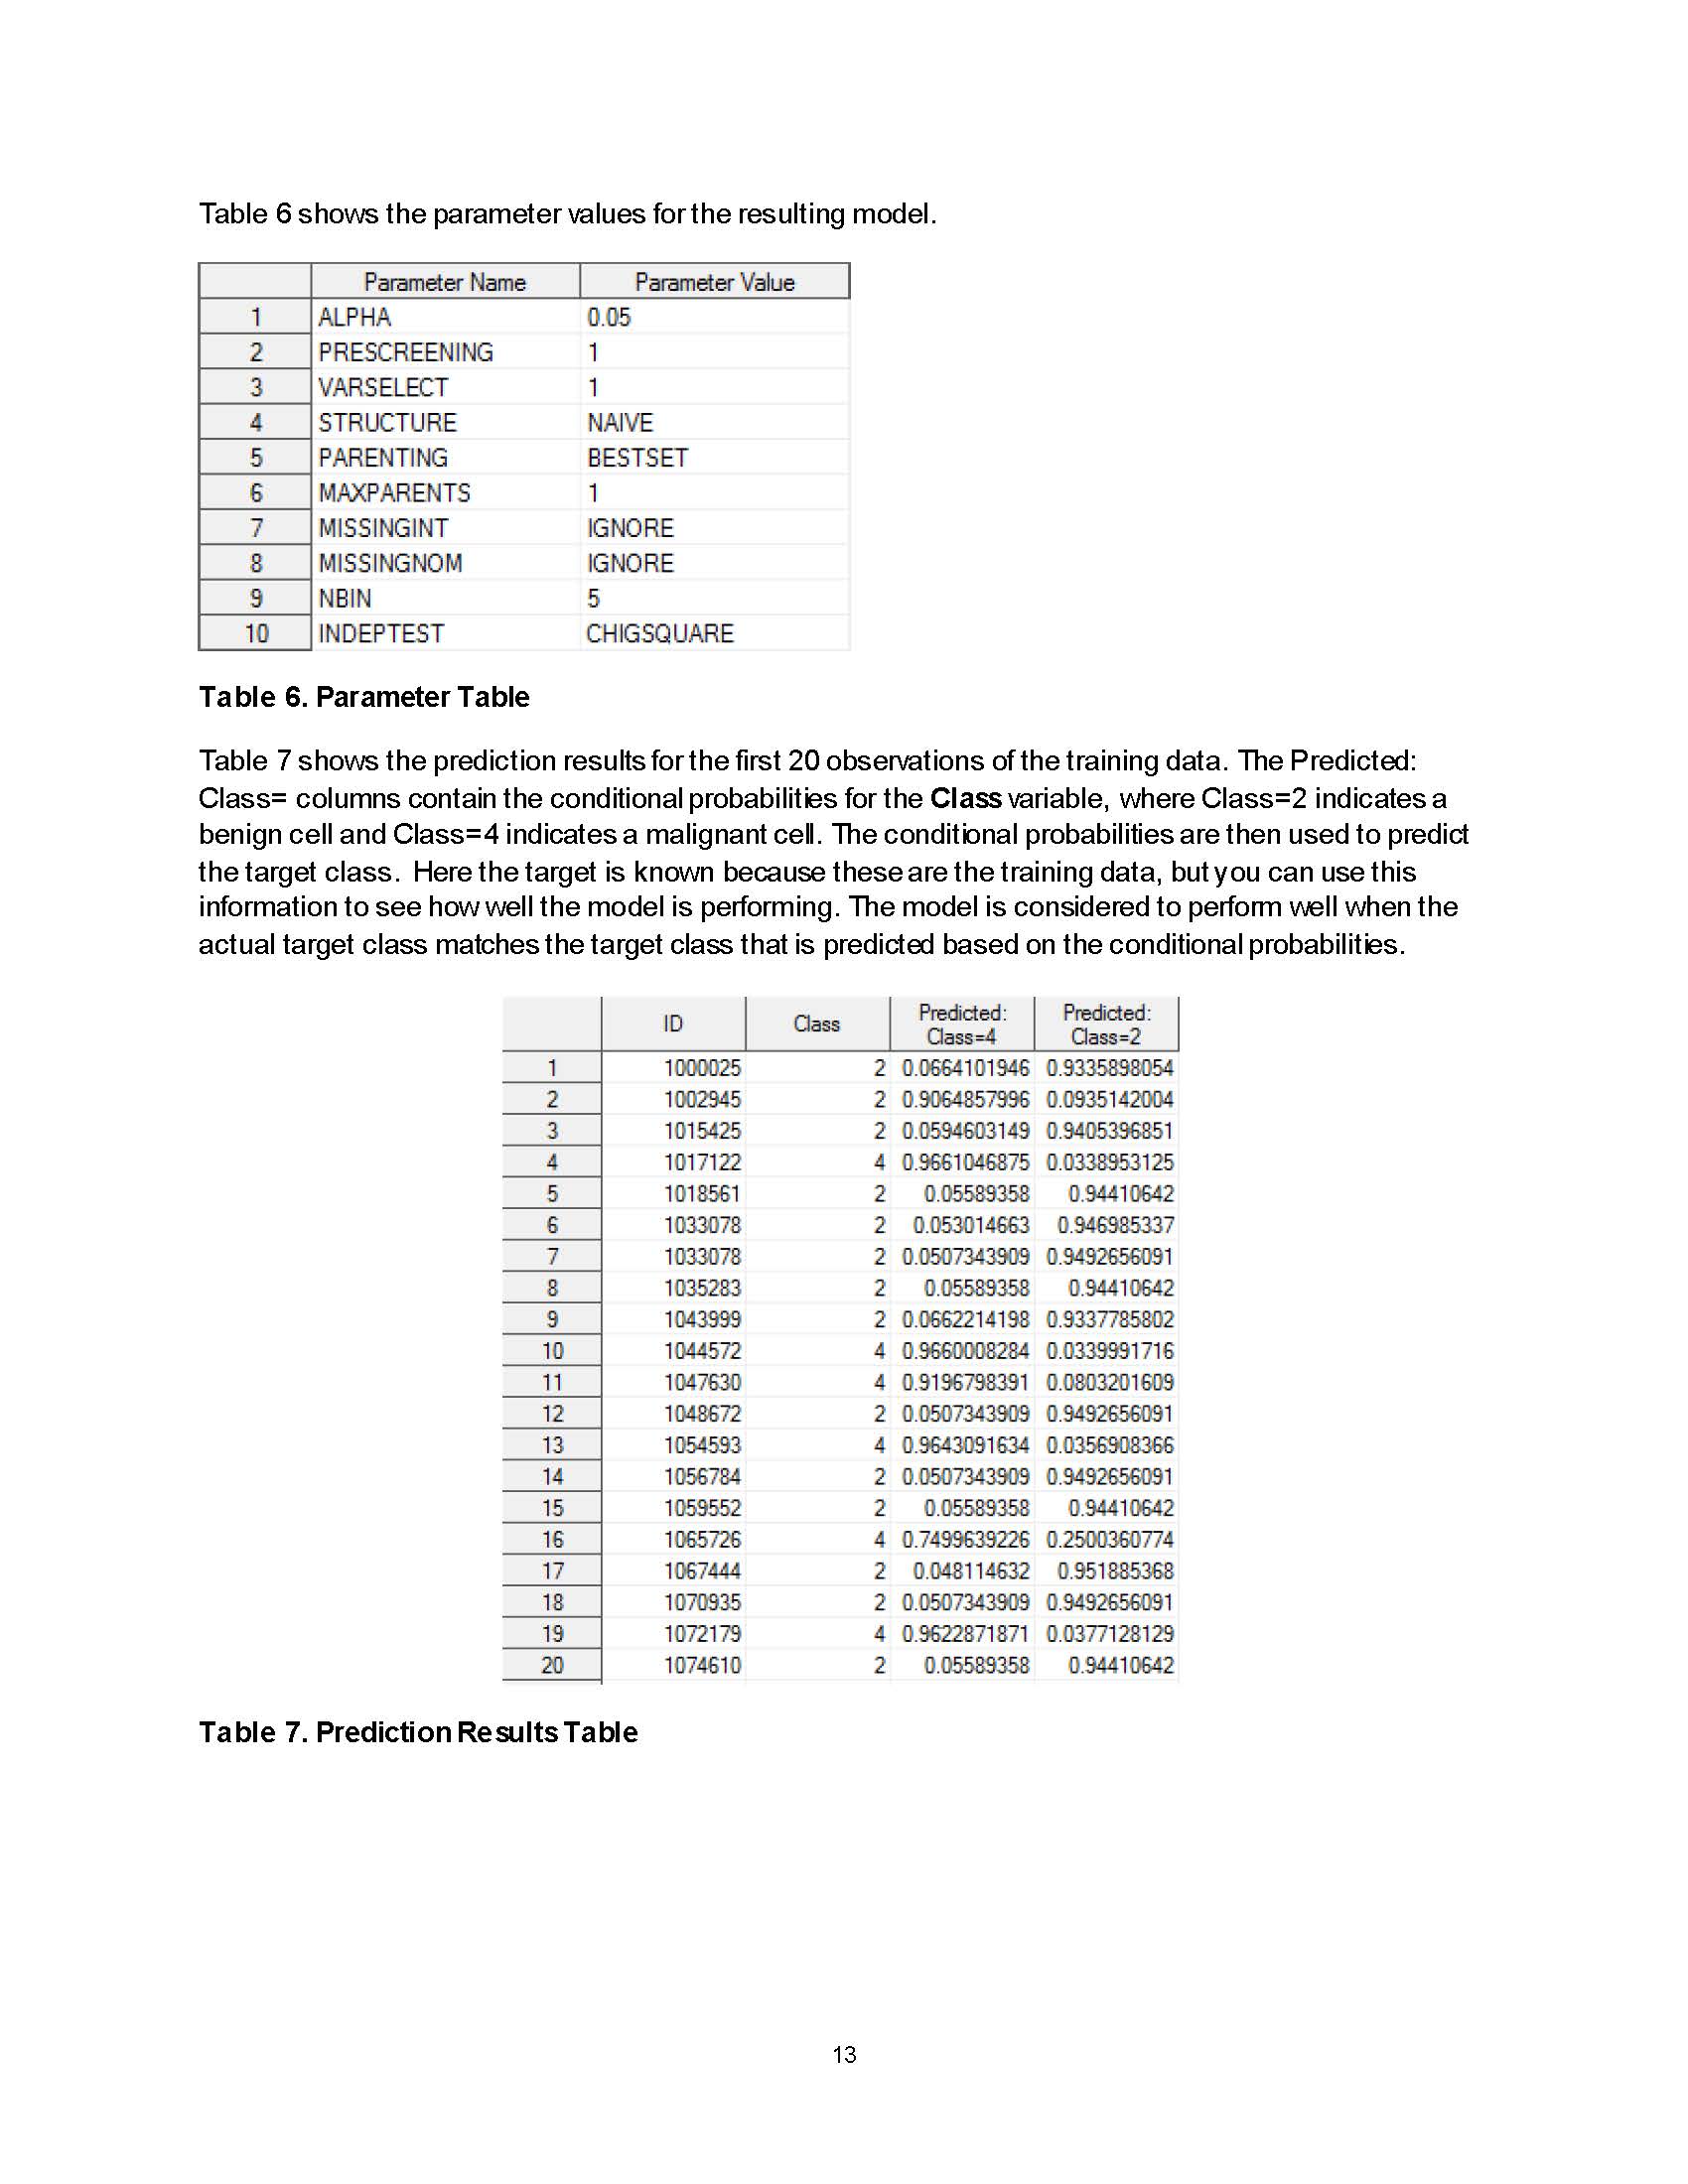 Table 6 shows the parameter values for the resulting model.
Parameter Name Parameter Value
1 ALPHA 0.05
2 PRESCREENING 1
3 VARSELECT 1
4 STRUCTURE NAIVE
5 PARENTING BESTSET
6 MAXPARENTS 1
7 MISSINGINT IGNORE
8 MISSINGNOM IGNORE
9 NBIN 5
10 INDEPTEST CHIGSQUARE
Table 6. Parameter Table
Table 7 shows the prediction results for the first 20 observations of the training data. The Predicted:
Class= columns contain the conditional probabilities for the Class variable, where Class=2 indicates a
benign cell and Class=4 indicates a malignant cell. The conditional probabilities are then used to predict
the target class. Here the target is known because these are the training data, but you can use this
information to see how well the model is performing. The model is considered to perform well when the
actual target class matches the target class that is predicted based on the conditional probabilities.
ID Class Predicted: Class=4 Predicted: Class=2
1 1000025 2 0.0664101946 0.9335898054
2 1002945 2 0.9064857996 0.0935142004
3 1015425 2 0.0594603149 0.9405396851
4 1017122 4 0.9661046875 0.0338953125
5 1018561 2 0.05589358 0.94410642
6 1033078 2 0.053014663 0.946985337
7 1033078 2 0.0507343909 0.9492656091
8 1035283 2 0.05589358 0.94410642
9 1043999 2 0.0662214198 0.9337785802
10 1044572 4 0.9660008284 0.0339991716
11 1047630 4 0.9196798391 0.0803201609
12 1048672 2 0.0507343909 0.9492656091
13 1054593 4 0.9643091634 0.0356908366
14 1056784 2 0.0507343909 0.9492656091
15 1059552 2 0.05589358 0.94410642
16 1065726 4 0.7499639226 0.2500360774
17 1067444 2 0.048114632 0.951885368
18 1070935 2 0.0507343909 0.9492656091
19 1072179 4 0.9622871871 0.0377128129
20 1074610 2 0.05589358 0.94410642
Table 7. Prediction Results Table
13